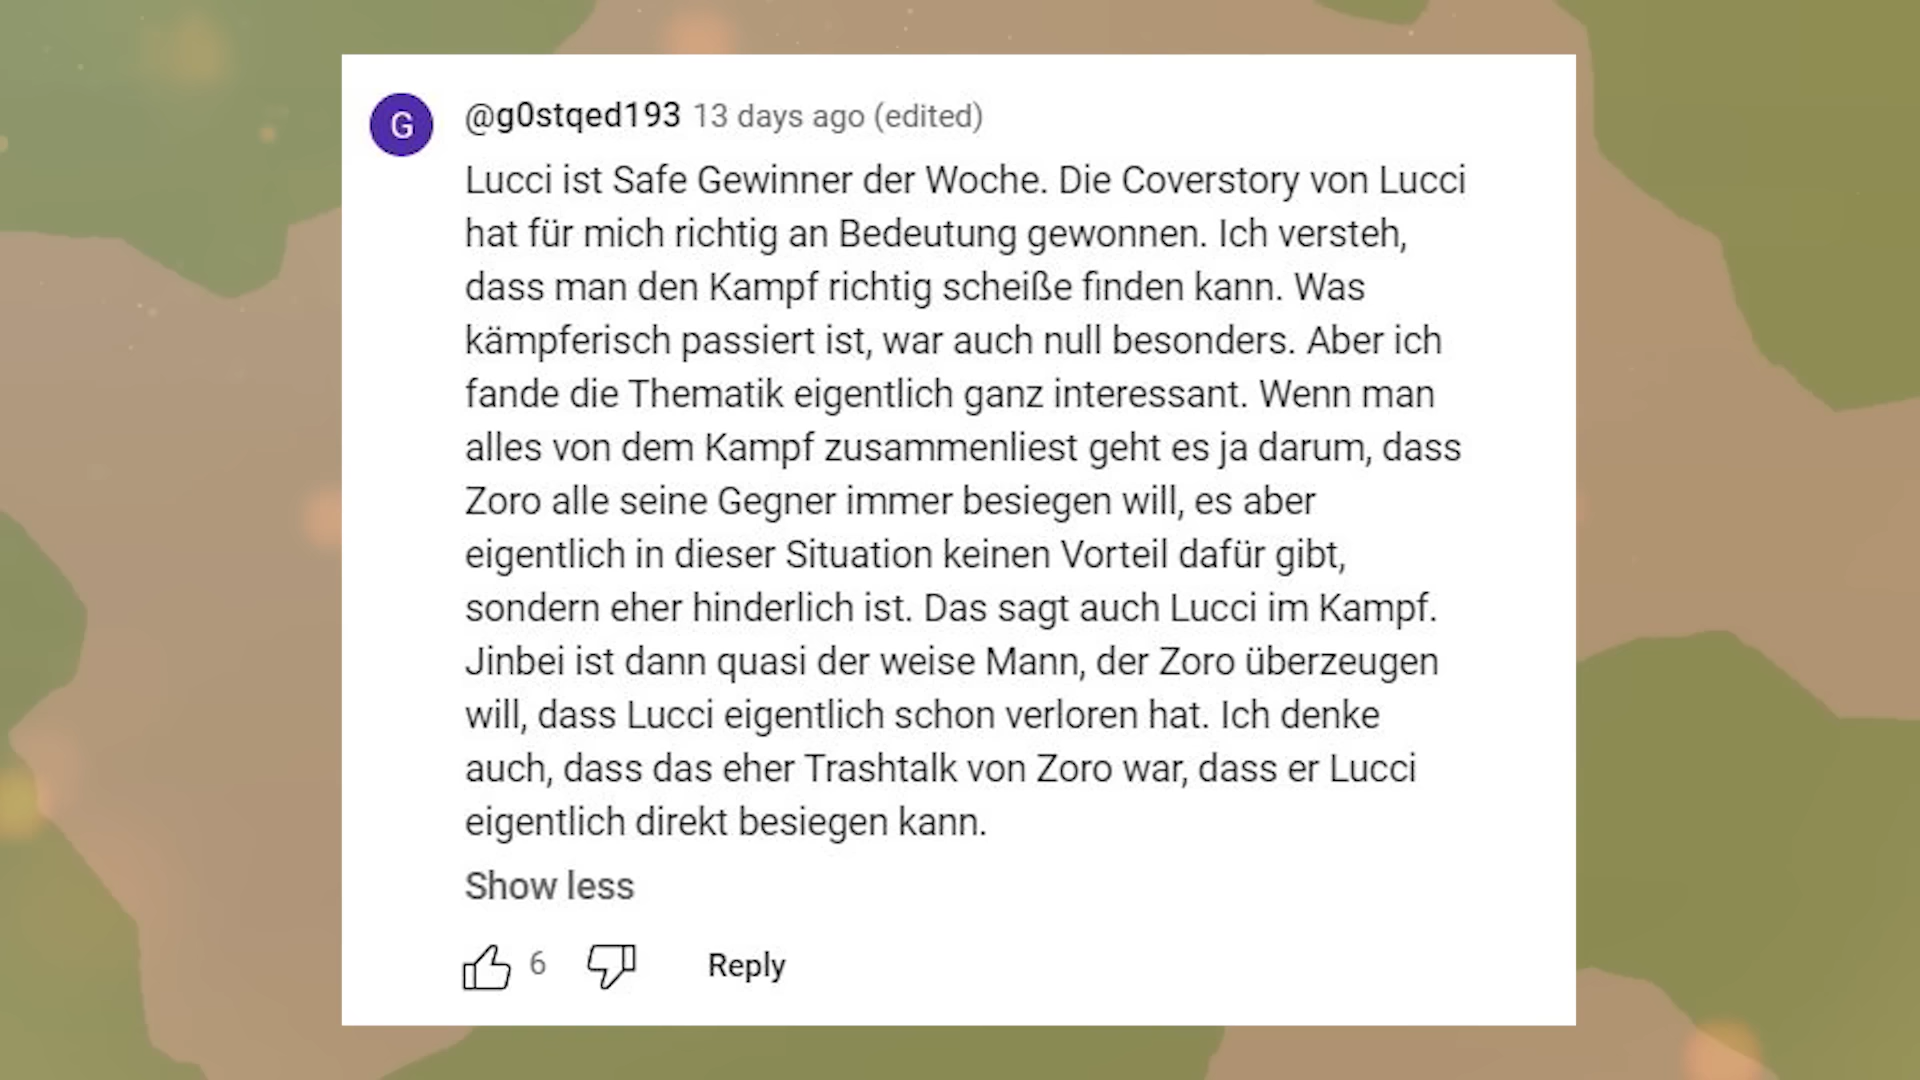 G
@g0stqed193 13 days ago (edited)
Lucci ist Safe Gewinner der Woche. Die Coverstory von Lucci
hat für mich richtig an Bedeutung gewonnen. Ich versteh,
dass man den Kampf richtig scheiße finden kann. Was
kämpferisch passiert ist, war auch null besonders. Aber ich
fande die Thematik eigentlich ganz interessant. Wenn man
alles von dem Kampf zusammenliest geht es ja darum, dass
Zoro alle seine Gegner immer besiegen will, es aber
eigentlich in dieser Situation keinen Vorteil dafür gibt,
sondern eher hinderlich ist. Das sagt auch Lucci im Kampf.
Jinbei ist dann quasi der weise Mann, der Zoro überzeugen
will, dass Lucci eigentlich schon verloren hat. Ich denke
auch, dass das eher Trashtalk von Zoro war, dass er Lucci
eigentlich direkt besiegen kann.
Show less
6 Reply